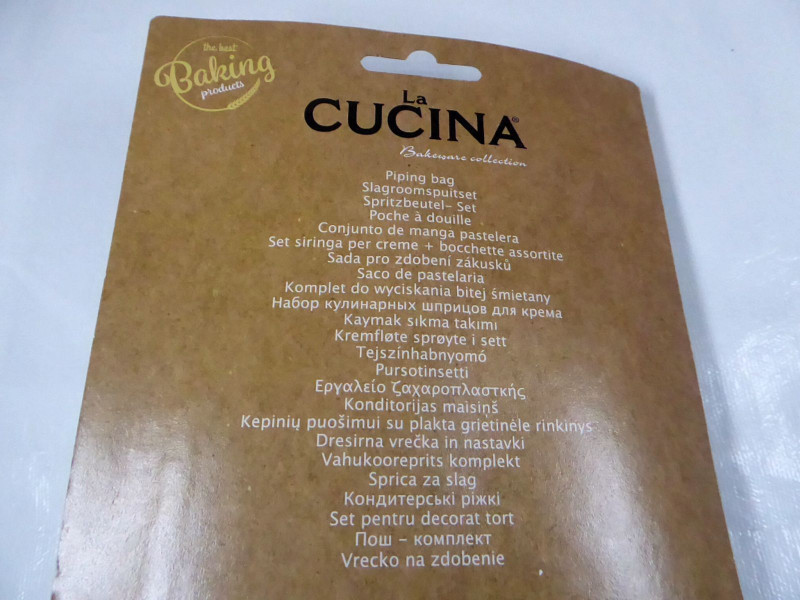 the best
Baking
products
La
CUCINA®
Bakeware collection
Piping bag
Slagroomspuitset
Spritzbeutel- Set
Poche à douille
Conjunto de manga pastelera
Set siringa per creme + bocchette assortite
Sada pro zdobení zákusků
Saco de pastelaria
Komplet do wyciskania bitej śmietany
Набор кулинарных шприцов для крема
Kaymak sıkma takımı
Kremfløte sprøyte i sett
Tejszínhabnyomó
Pursotinsetti
Εργαλείο ζαχαροπλαστκής
Konditorijas maisiņš
Kepinių puošimui su plakta grietinėle rinkinys
Dresirna vrečka in nastavki
Vahukooreprits komplekt
Sprica za slag
Кондитерські ріжкі
Set pentru decorat tort
Пош - комплект
Vrecko na zdobenie